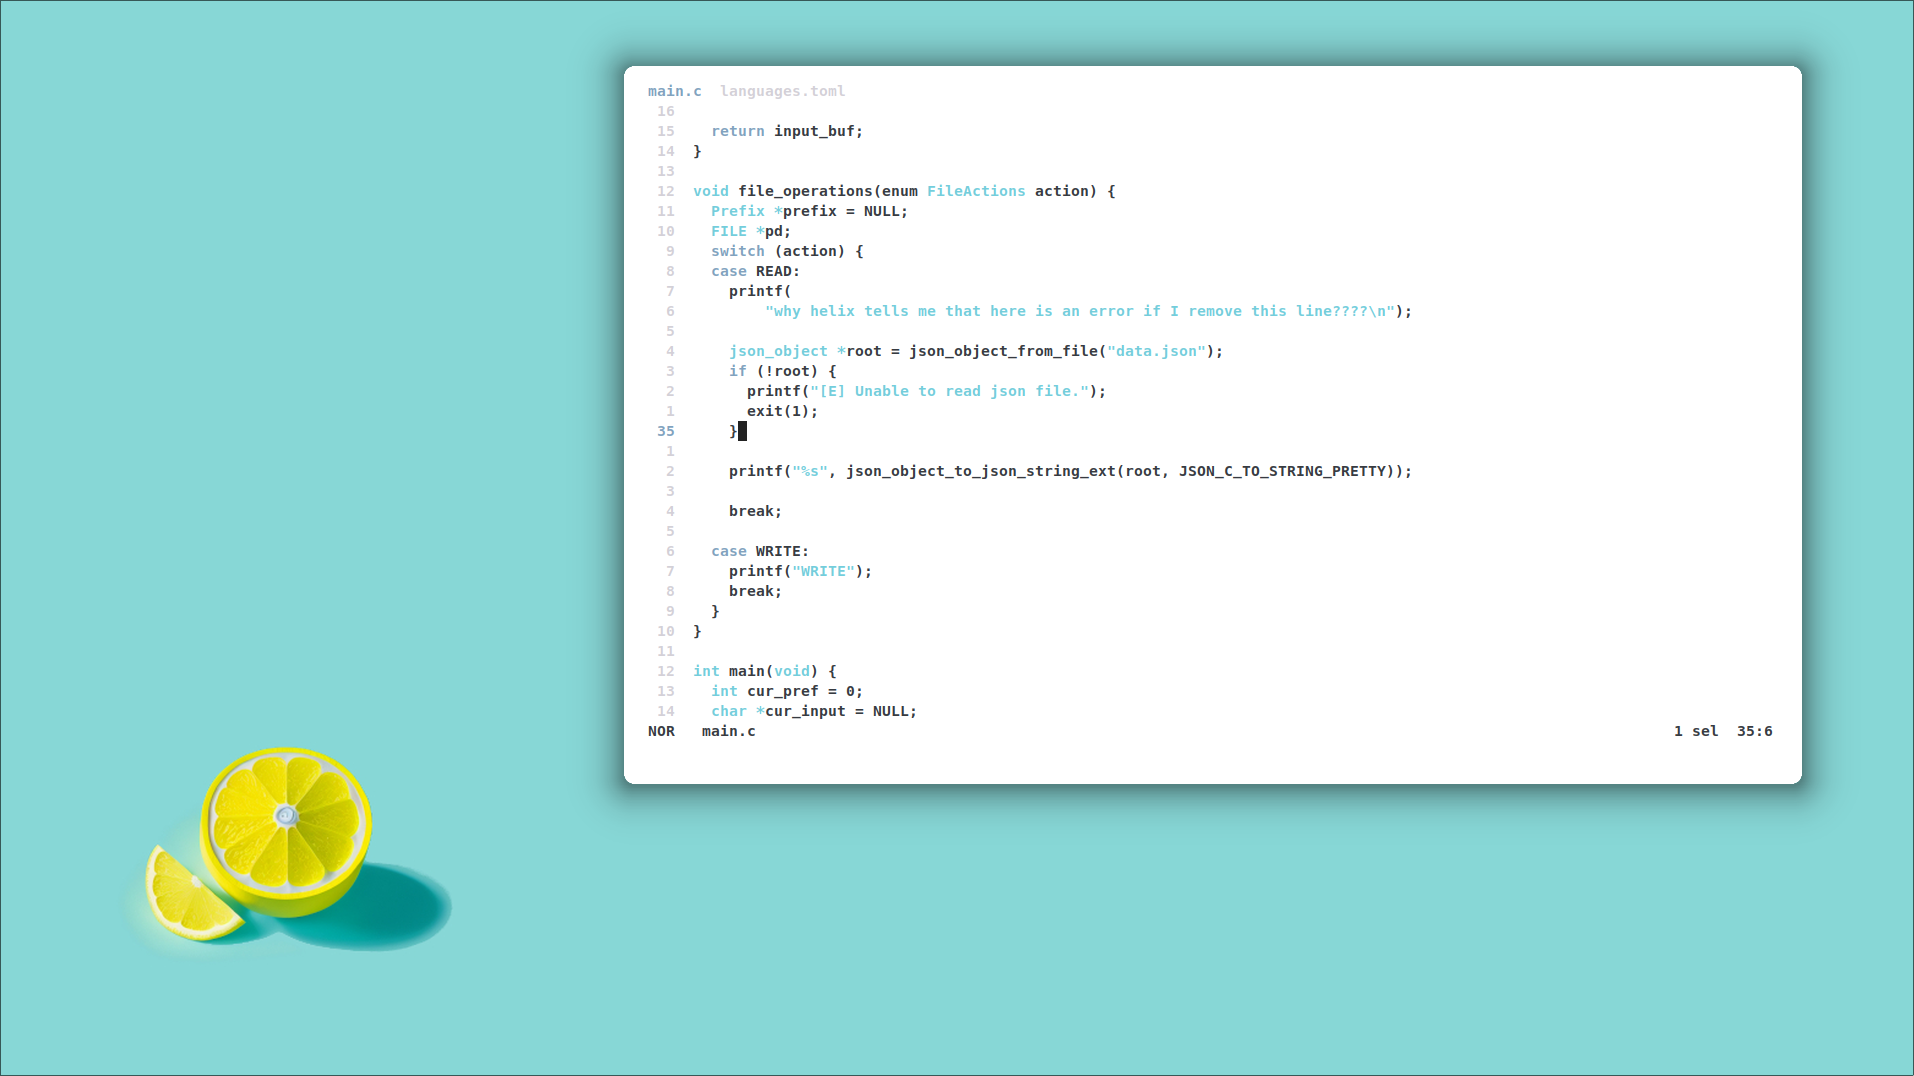 main.c  languages.toml
16
15    return input_buf;
14  }
13
12  void file_operations(enum FileActions action) {
11    Prefix *prefix = NULL;
10    FILE *pd;
9    switch (action) {
8    case READ:
7      printf(
6          "why helix tells me that here is an error if I remove this line????\n");
5
4      json_object *root = json_object_from_file("data.json");
3      if (!root) {
2        printf("[E] Unable to read json file.");
1        exit(1);
35      }
1
2      printf("%s", json_object_to_json_string_ext(root, JSON_C_TO_STRING_PRETTY));
3
4      break;
5
6    case WRITE:
7      printf("WRITE");
8      break;
9    }
10  }
11
12  int main(void) {
13    int cur_pref = 0;
14    char *cur_input = NULL;
NOR   main.c   1 sel  35:6